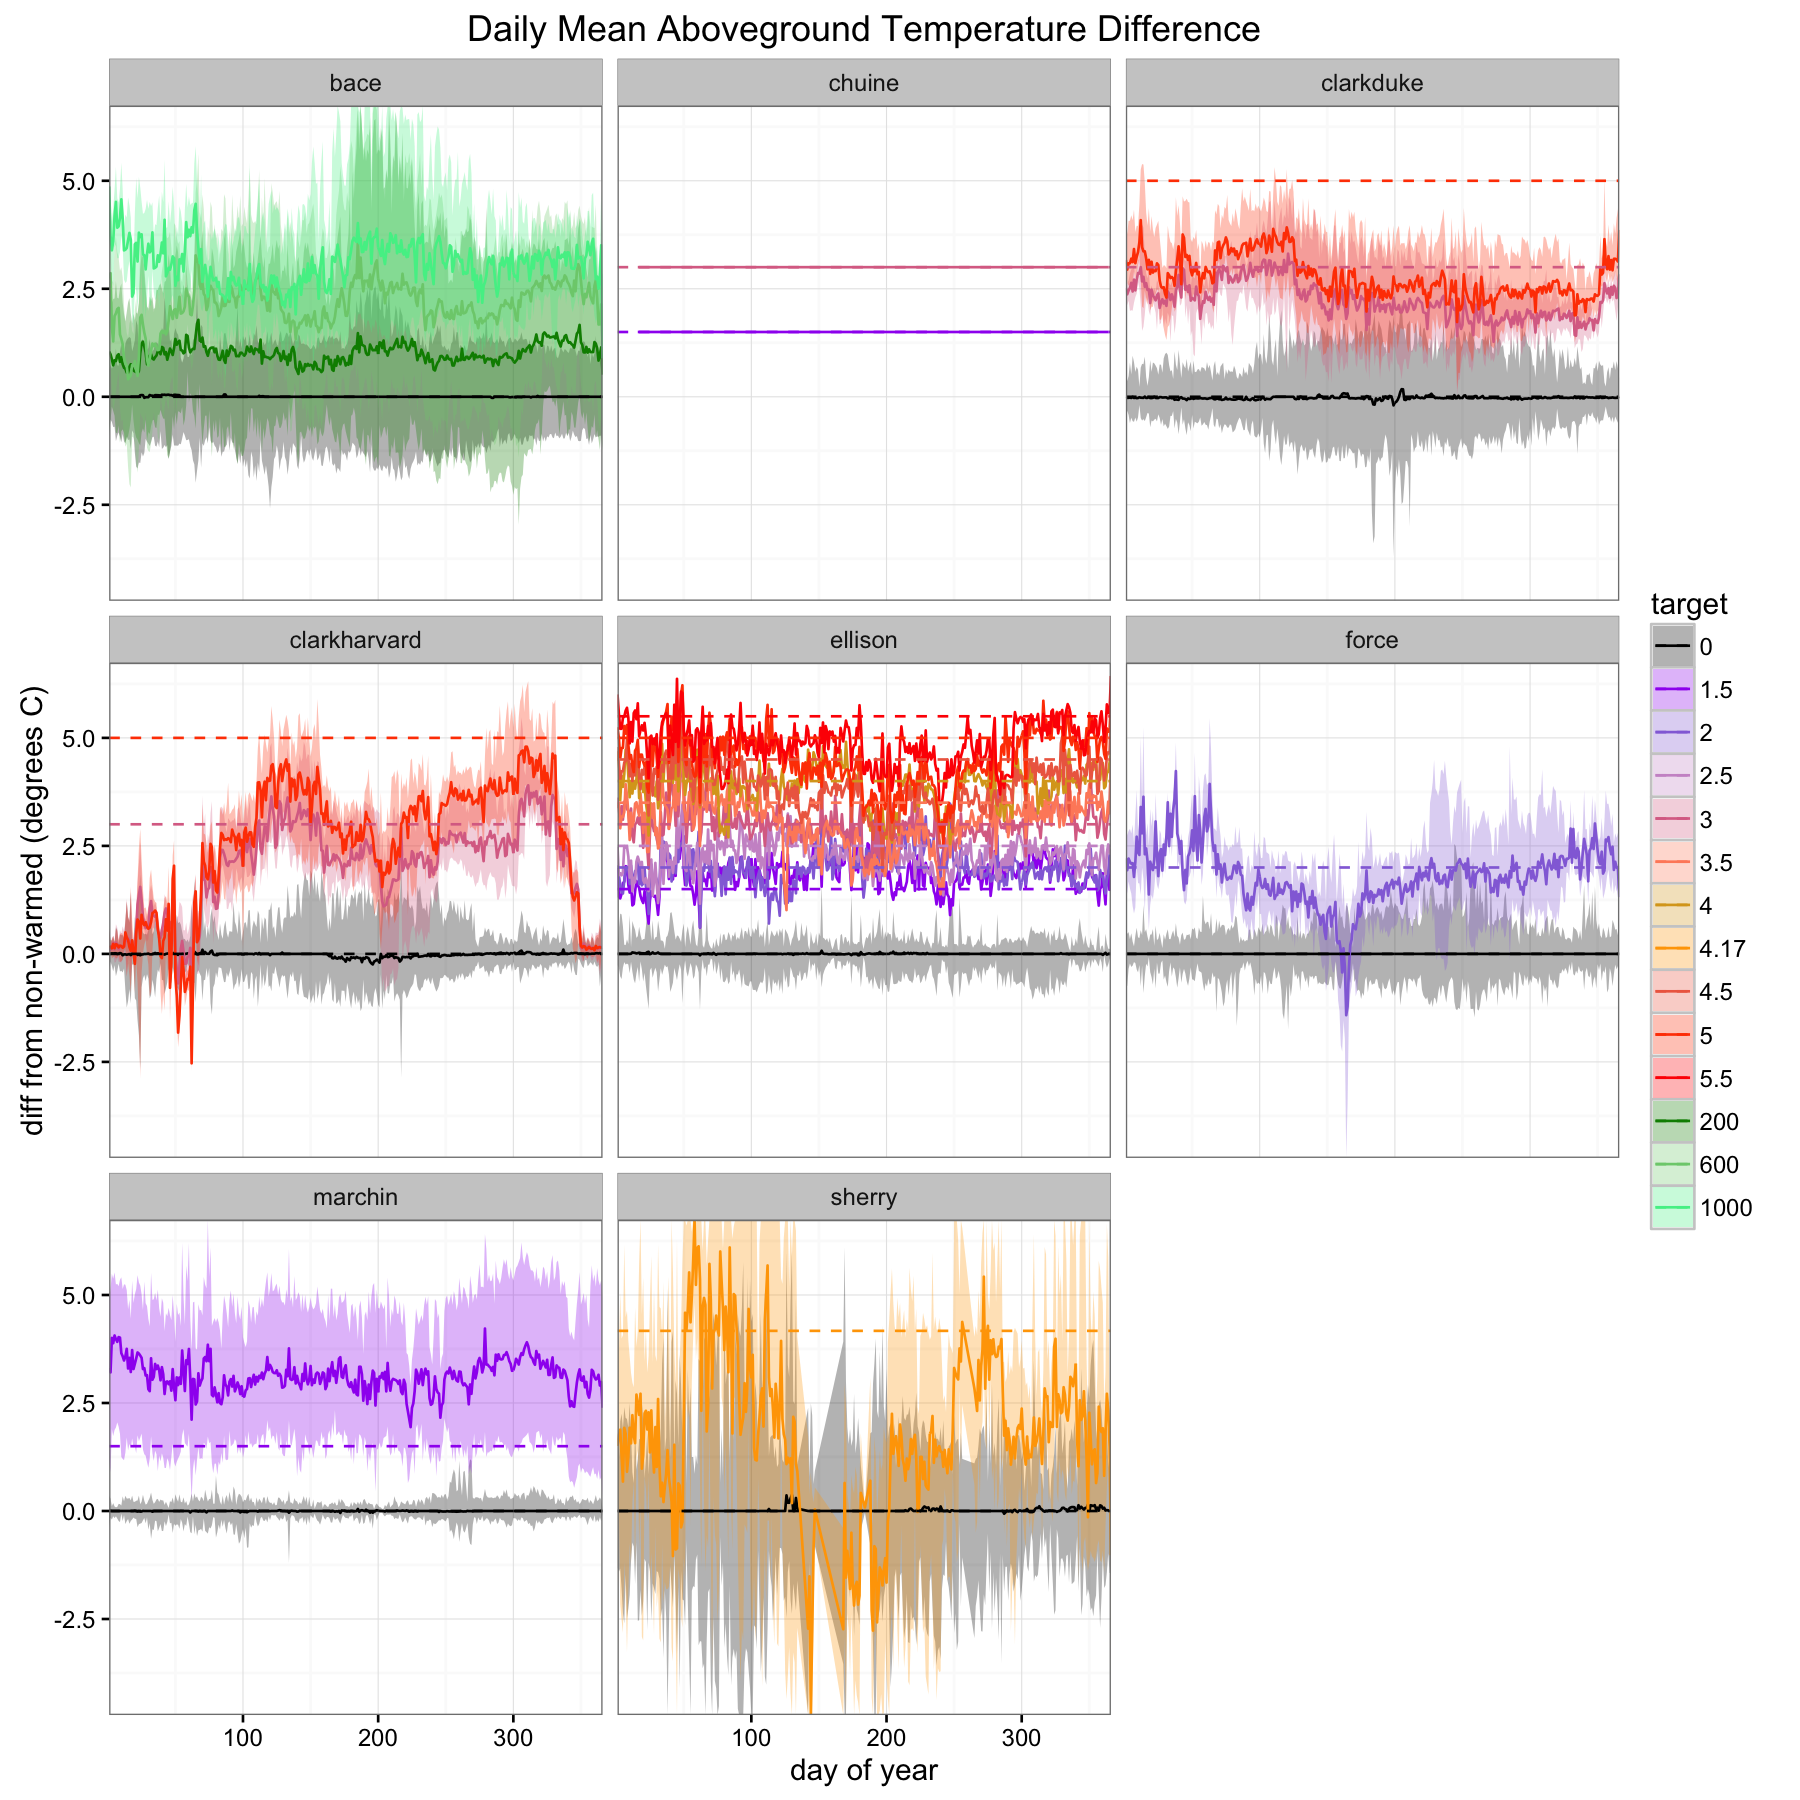 Daily Mean Aboveground Temperature Difference
bace
chuine
clarkduke
5.0
2.5
0.0
-2.5
clarkharvard
ellison
force
5.0
2.5
0.0
-2.5
marchin
sherry
5.0
2.5
0.0
-2.5
100
200
300
100
200
300
day of year
diff from non-warmed (degrees C)
target
0
1.5
2
2.5
3
3.5
4
4.17
4.5
5
5.5
200
600
1000